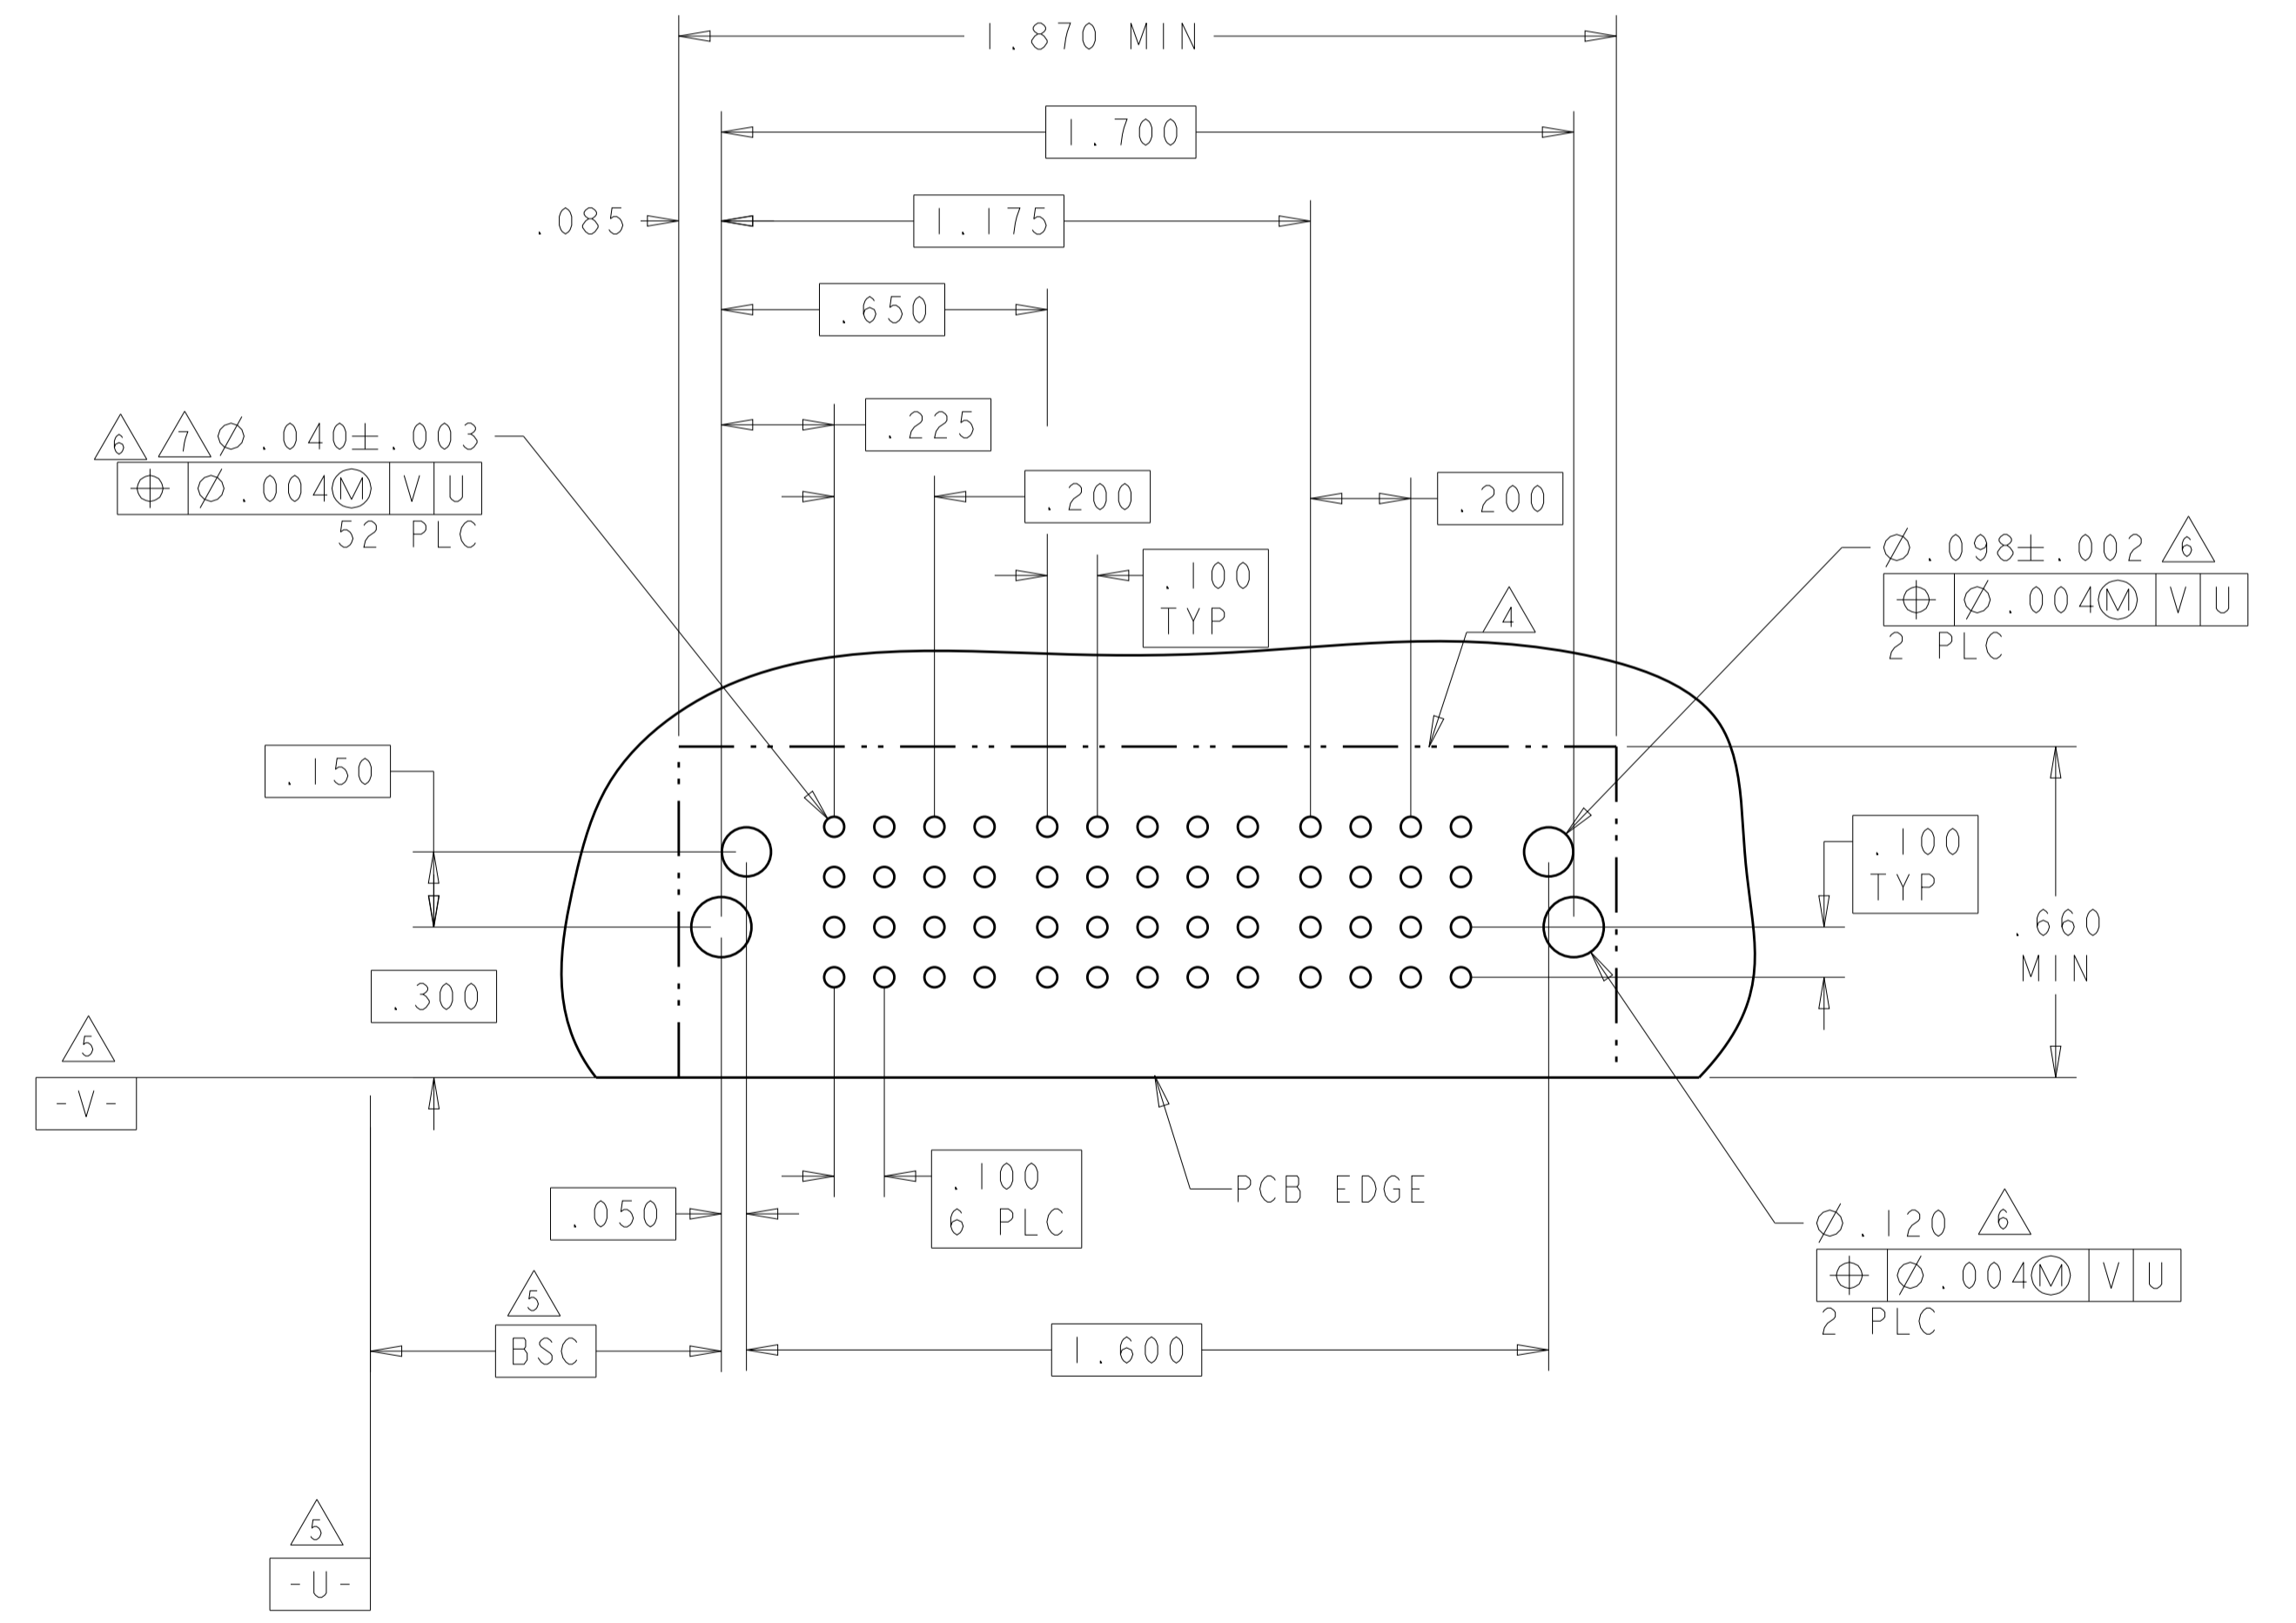 1.870 MIN
1.700
.085
1.175
.650
.225
6 7 ⌀.040±.003
⌖ ⌀.004Ⓜ V U
52 PLC
.200
.200
.100
TYP
4
⌀.098±.002 6
⌖ ⌀.004Ⓜ V U
2 PLC
.150
.100
TYP
.660
MIN
.300
5
-V-
.100
6 PLC
PCB EDGE
.050
⌀.120 6
⌖ ⌀.004Ⓜ V U
2 PLC
5
BSC
1.600
5
-U-